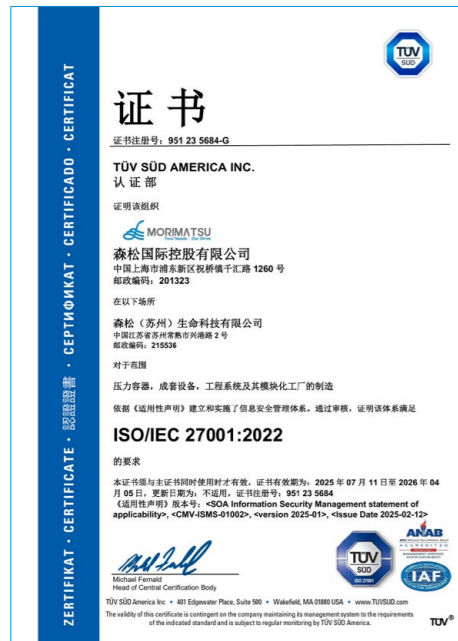 ZERTIFIKAT • CERTIFICATE • 認證證書 • СЕРТИФИКАТ • CERTIFICADO • CERTIFICAT
TÜV
SÜD
证书
证书注册号：951 23 5684-G
TÜV SÜD AMERICA INC.
认证部
证明该组织
MORIMATSU
Your Needs · Our Drive
森松国际控股有限公司
中国上海市浦东新区祝桥镇千汇路 1260 号
邮政编码：201323
在以下场所
森松（苏州）生命科技有限公司
中国江苏省苏州常熟市兴港路 2 号
邮政编码：215536
对于范围
压力容器，成套设备，工程系统及其模块化工厂的制造
依据《适用性声明》建立和实施了信息安全管理体系，通过审核，证明该体系满足
ISO/IEC 27001:2022
的要求
本证书须与主证书同时使用时才有效，证书有效期为：2025 年 07 月 11 日至 2026 年 04
月 05 日，更新日期为：不适用，证书注册号：951 23 5684
《适用性声明》版本号：<SOA Information Security Management statement of
applicability>, <CMV-ISMS-01002>, <version 2025-01>, <Issue Date 2025-02-12>
Michael Fernald
Head of Central Certification Body
TÜV
SÜD
ISO 27001
ANAB
ACCREDITED
IAF
TÜV SÜD America Inc • 401 Edgewater Place, Suite 500 • Wakefield, MA 01880 USA • www.TUVSUD.com
The validity of this certificate is contingent on the company maintaining its management system to the requirements
of the indicated standard and is subject to regular monitoring by TÜV SÜD America.
TÜV®